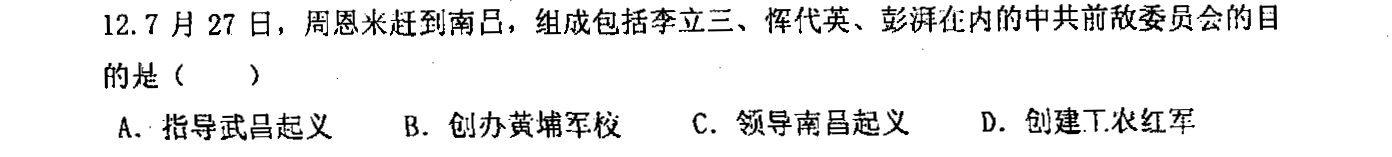 12.7 月 27 日，周恩来赶到南昌，组成包括李立三、恽代英、彭湃在内的中共前敌委员会的目
的是（　　）
A. 指导武昌起义　　B. 创办黄埔军校　　C. 领导南昌起义　　D. 创建工农红军